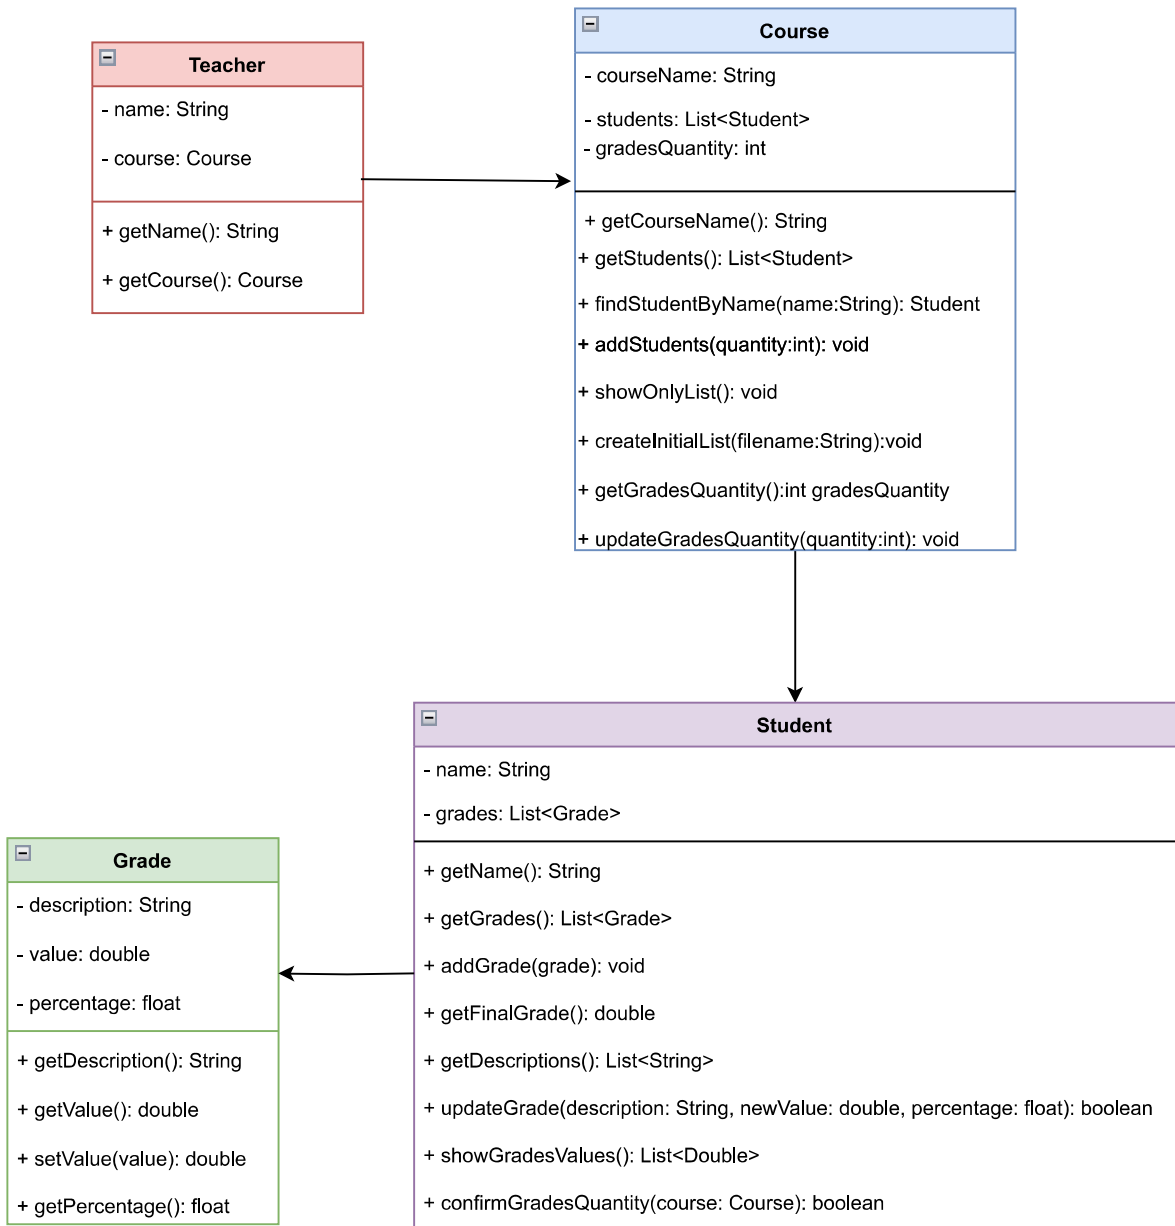 Teacher
- name: String
- course: Course
+ getName(): String
+ getCourse(): Course
Course
- courseName: String
- students: List<Student>
- gradesQuantity: int
+ getCourseName(): String
+ getStudents(): List<Student>
+ findStudentByName(name:String): Student
+ addStudents(quantity:int): void
+ showOnlyList(): void
+ createInitialList(filename:String):void
+ getGradesQuantity():int gradesQuantity
+ updateGradesQuantity(quantity:int): void
Student
- name: String
- grades: List<Grade>
+ getName(): String
+ getGrades(): List<Grade>
+ addGrade(grade): void
+ getFinalGrade(): double
+ getDescriptions(): List<String>
+ updateGrade(description: String, newValue: double, percentage: float): boolean
+ showGradesValues(): List<Double>
+ confirmGradesQuantity(course: Course): boolean
Grade
- description: String
- value: double
- percentage: float
+ getDescription(): String
+ getValue(): double
+ setValue(value): double
+ getPercentage(): float